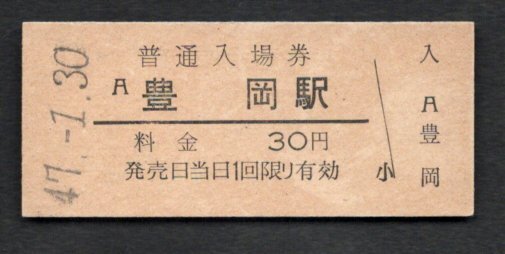 47.-1.30
普通入場券
A 豊岡駅
料金 30円
発売日当日1回限り有効
小
入
A
豊
岡